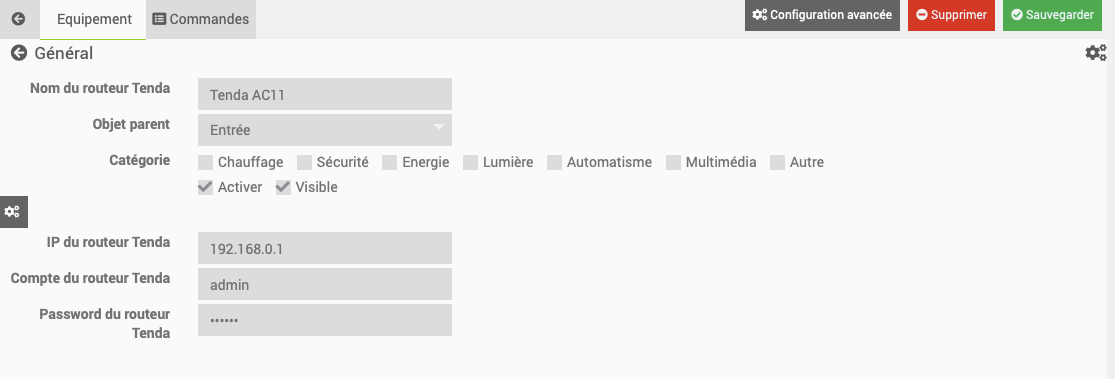 Equipement Commandes Configuration avancée Supprimer Sauvegarder
Général
Nom du routeur Tenda Tenda AC11
Objet parent Entrée
Catégorie Chauffage Sécurité Energie Lumière Automatisme Multimédia Autre
Activer Visible
IP du routeur Tenda 192.168.0.1
Compte du routeur Tenda admin
Password du routeur ••••••
Tenda